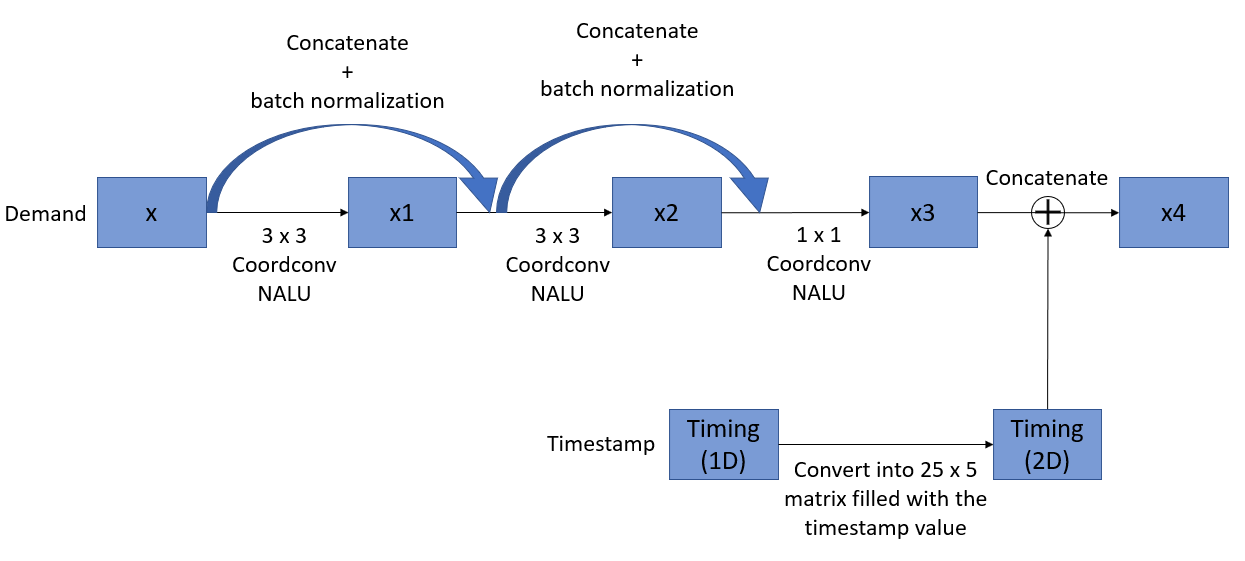 Concatenate
+
batch normalization
Concatenate
+
batch normalization
Demand
x
x1
x2
x3
Concatenate
x4
3 x 3
Coordconv
NALU
3 x 3
Coordconv
NALU
1 x 1
Coordconv
NALU
Timestamp
Timing
(1D)
Convert into 25 x 5
matrix filled with the
timestamp value
Timing
(2D)